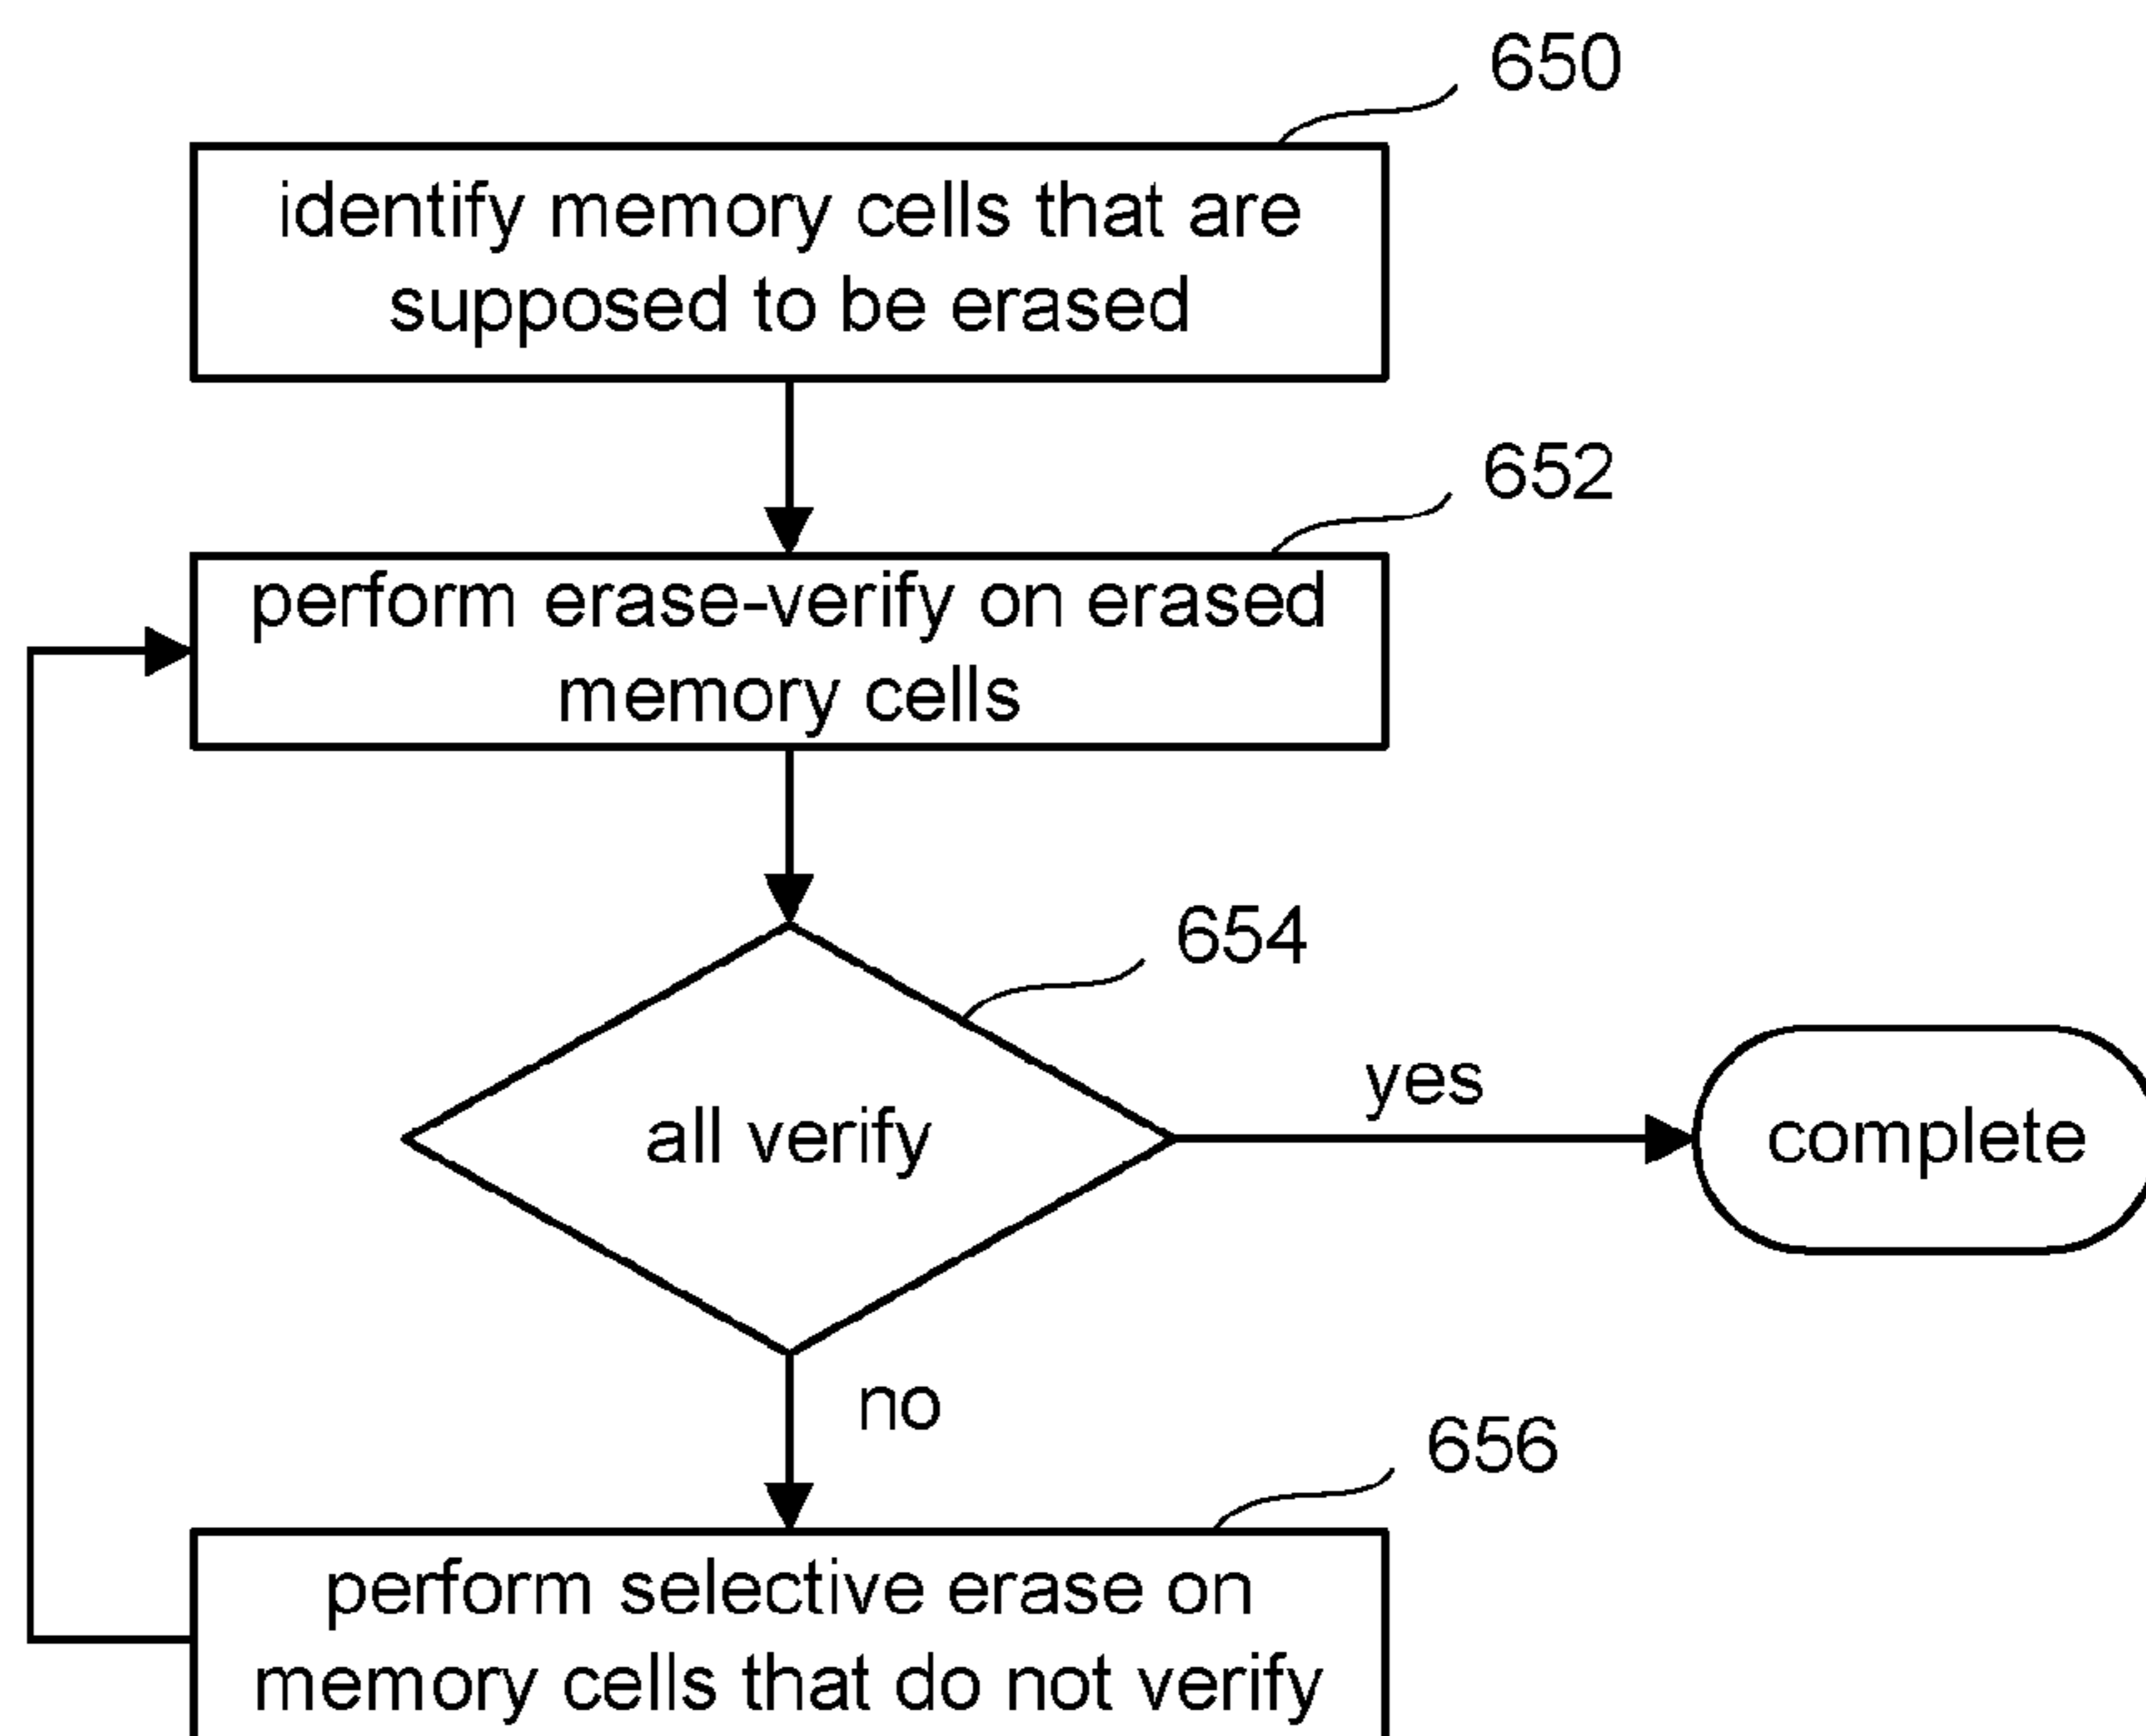 650
identify memory cells that are
supposed to be erased
652
perform erase-verify on erased
memory cells
654
all verify
yes
complete
no
656
perform selective erase on
memory cells that do not verify